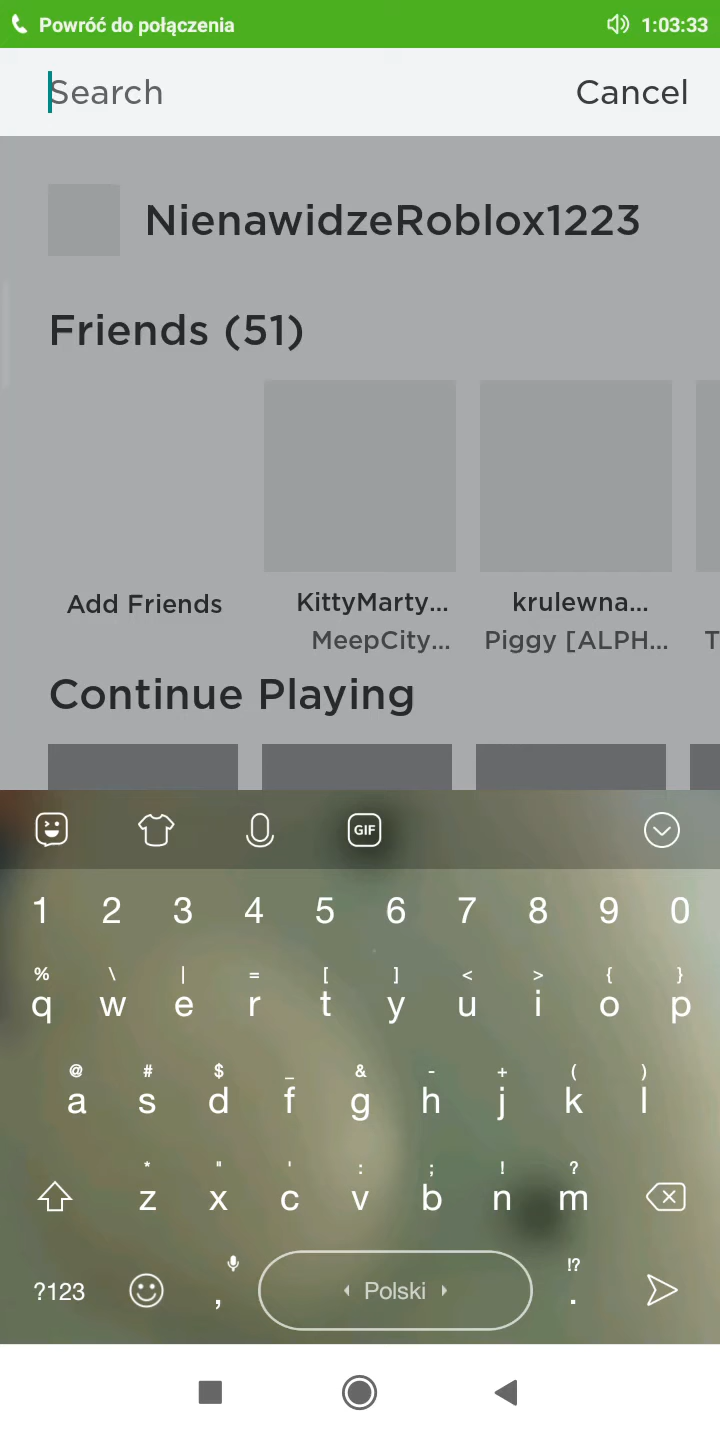 Powróć do połączenia 1:03:33
Search Cancel
NienawidzeRoblox1223
Friends (51)
Add Friends KittyMarty... krulewna...
MeepCity... Piggy [ALPH... T
Continue Playing
GIF
1 2 3 4 5 6 7 8 9 0
% \ | = [ ] < > { }
q w e r t y u i o p
@ # $ _ & - + ( )
a s d f g h j k l
* " ' : ; ! ?
z x c v b n m
!?
?123 , Polski .